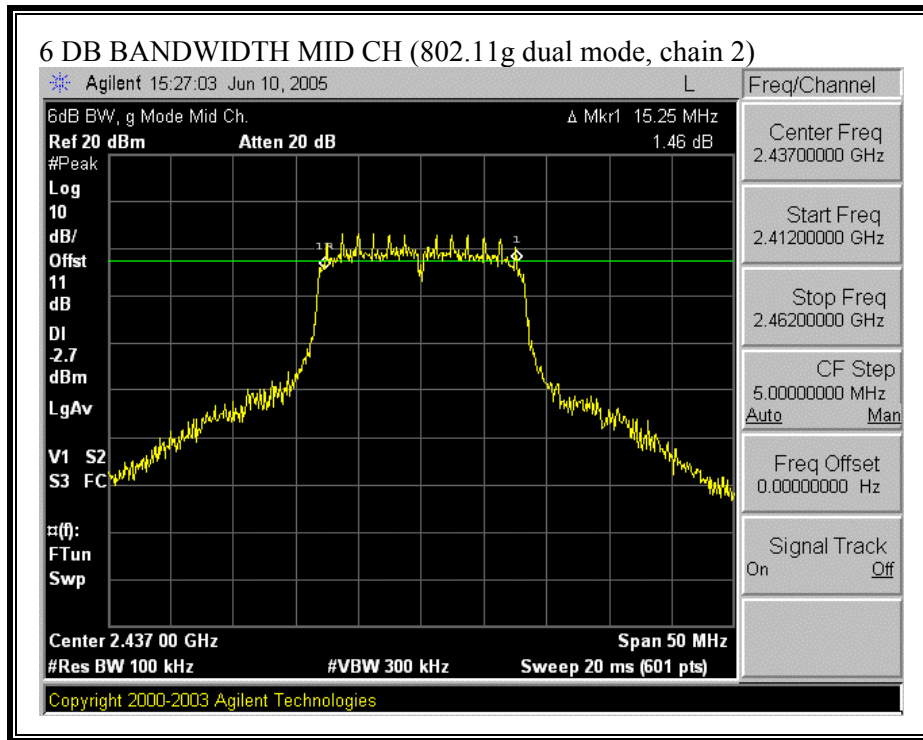 6 DB BANDWIDTH MID CH (802.11g dual mode, chain 2)
Agilent 15:27:03 Jun 10, 2005 L
Freq/Channel
6dB BW, g Mode Mid Ch.
Δ Mkr1 15.25 MHz
Ref 20 dBm Atten 20 dB 1.46 dB
#Peak
Log
10
dB/
Offst
11
dB
DI
-2.7
dBm
LgAv
V1 S2
S3 FC
¤(f):
FTun
Swp
1R
1
Center 2.437 00 GHz Span 50 MHz
#Res BW 100 kHz #VBW 300 kHz Sweep 20 ms (601 pts)
Center Freq
2.43700000 GHz
Start Freq
2.41200000 GHz
Stop Freq
2.46200000 GHz
CF Step
5.00000000 MHz
Auto Man
Freq Offset
0.00000000 Hz
Signal Track
On Off
Copyright 2000-2003 Agilent Technologies